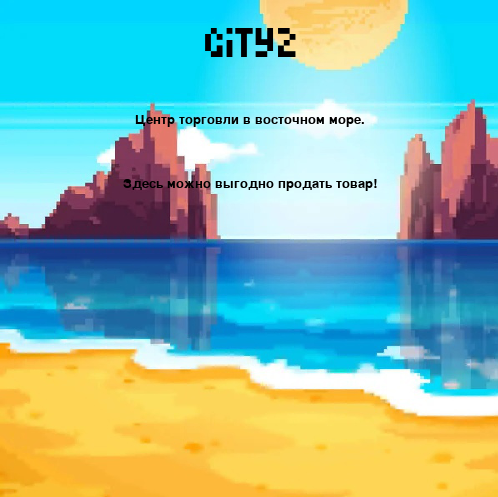 CiTY2
Центр торговли в восточном море.
Здесь можно выгодно продать товар!